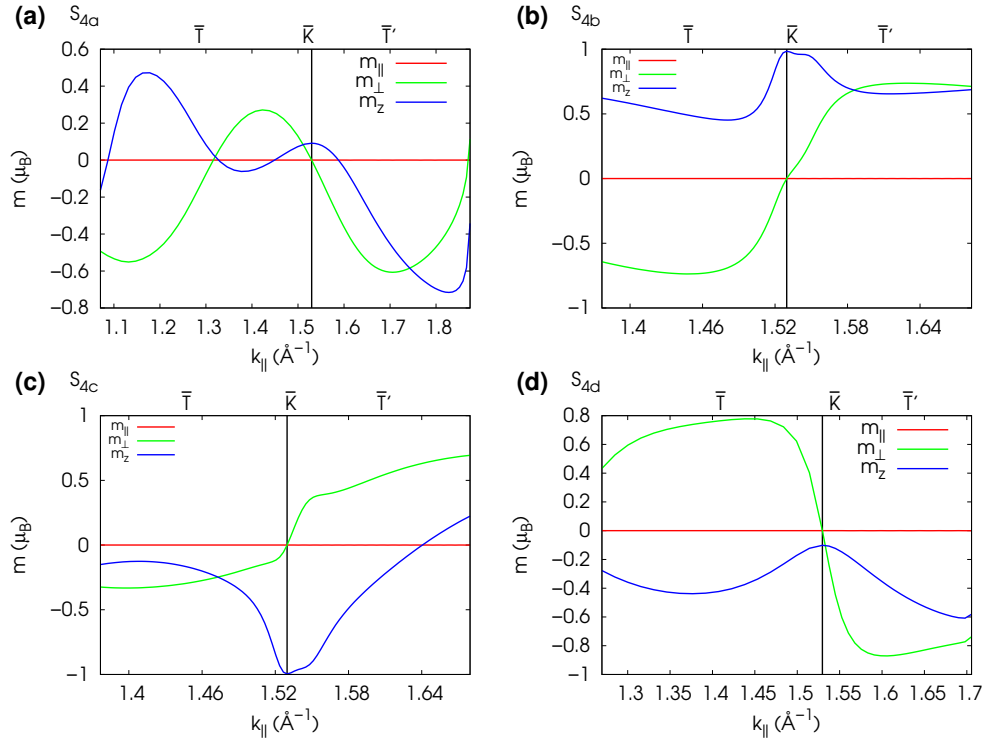 (a) S4a T̅ K̅ T̅′
0.6
0.4
0.2
0
−0.2
−0.4
−0.6
−0.8
m (μB)
m||
m⊥
mz
1.1 1.2 1.3 1.4 1.5 1.6 1.7 1.8
k|| (Å−1)
(b) S4b T̅ K̅ T̅′
1
0.5
0
−0.5
−1
m (μB)
m||
m⊥
mz
1.4 1.46 1.52 1.58 1.64
k|| (Å−1)
(c) S4c T̅ K̅ T̅′
1
0.5
0
−0.5
−1
m (μB)
m||
m⊥
mz
1.4 1.46 1.52 1.58 1.64
k|| (Å−1)
(d) S4d T̅ K̅ T̅′
0.8
0.6
0.4
0.2
0
−0.2
−0.4
−0.6
−0.8
−1
m (μB)
m||
m⊥
mz
1.3 1.35 1.4 1.45 1.5 1.55 1.6 1.65 1.7
k|| (Å−1)